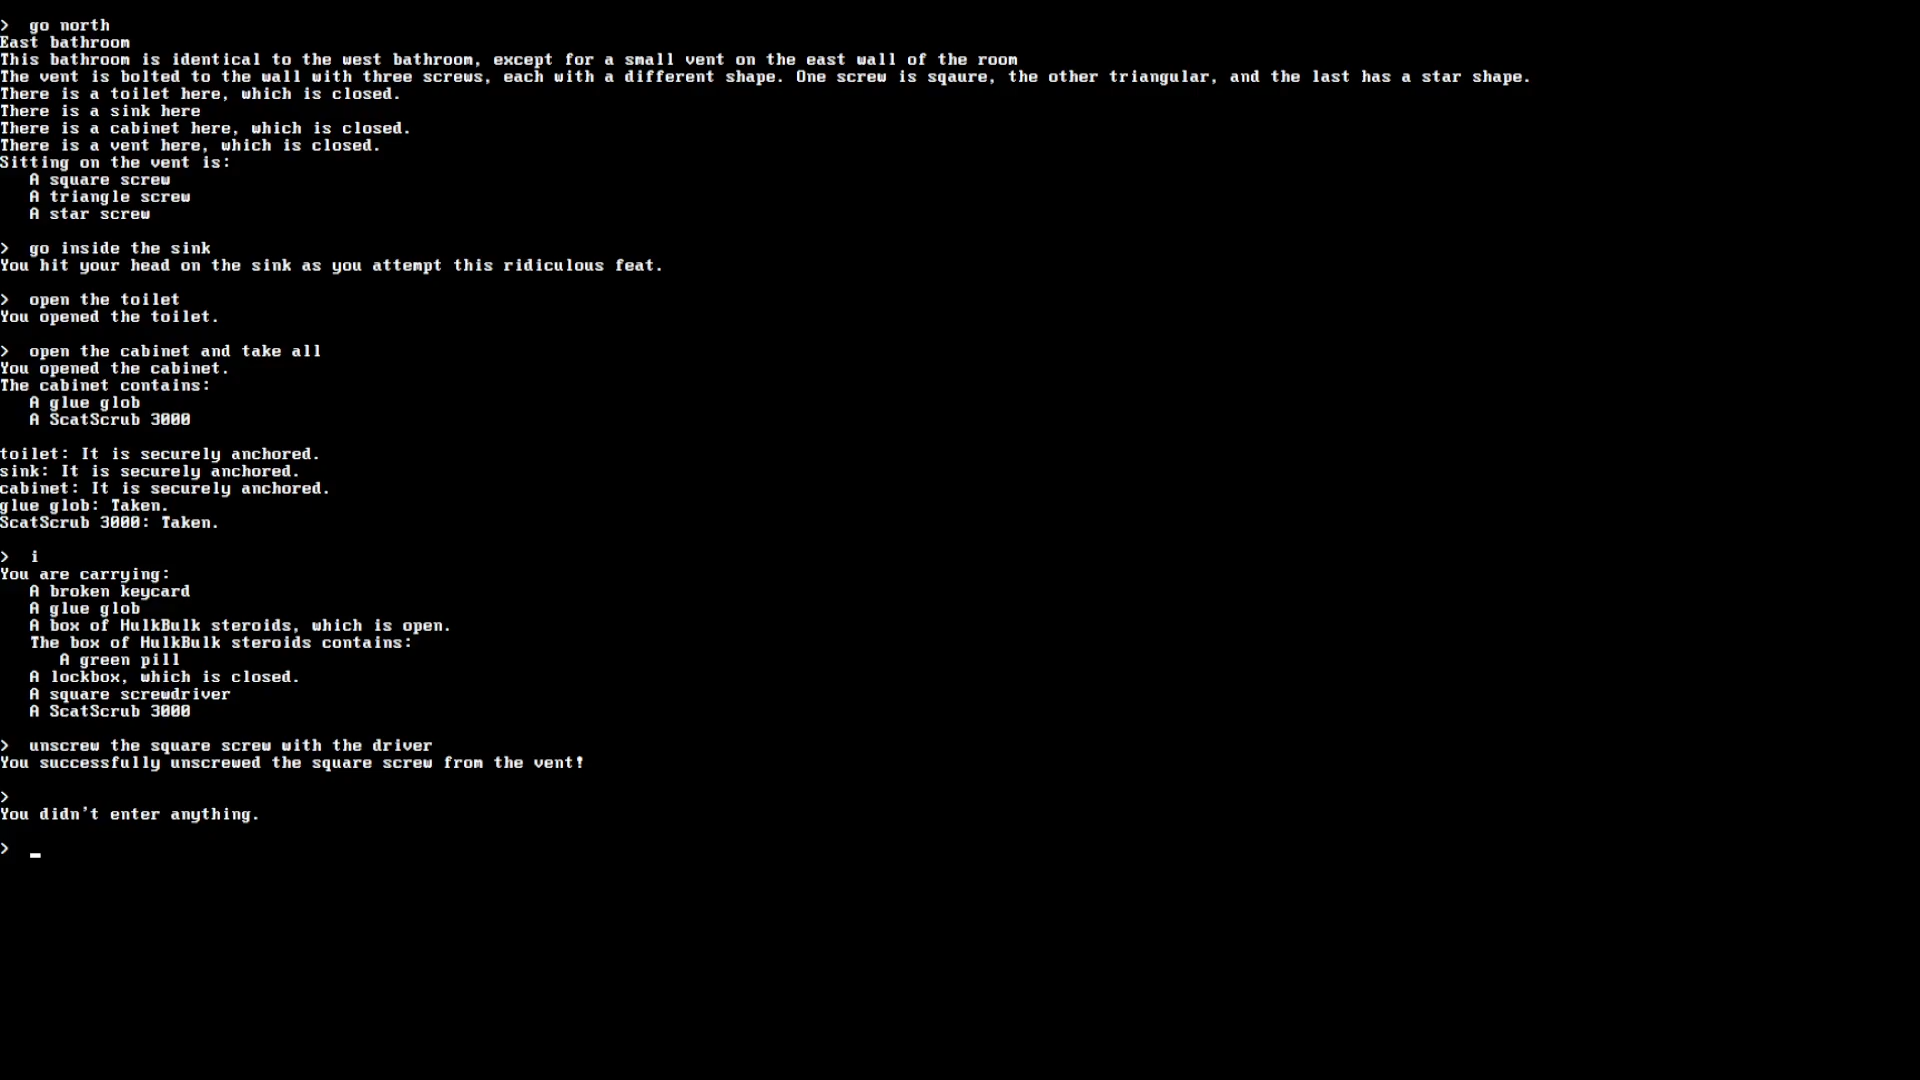 > go north
East bathroom
This bathroom is identical to the west bathroom, except for a small vent on the east wall of the room
The vent is bolted to the wall with three screws, each with a different shape. One screw is sqaure, the other triangular, and the last has a star shape.
There is a toilet here, which is closed.
There is a sink here
There is a cabinet here, which is closed.
There is a vent here, which is closed.
Sitting on the vent is:
A square screw
A triangle screw
A star screw
> go inside the sink
You hit your head on the sink as you attempt this ridiculous feat.
> open the toilet
You opened the toilet.
> open the cabinet and take all
You opened the cabinet.
The cabinet contains:
A glue glob
A ScatScrub 3000
toilet: It is securely anchored.
sink: It is securely anchored.
cabinet: It is securely anchored.
glue glob: Taken.
ScatScrub 3000: Taken.
> i
You are carrying:
A broken keycard
A glue glob
A box of HulkBulk steroids, which is open.
The box of HulkBulk steroids contains:
A green pill
A lockbox, which is closed.
A square screwdriver
A ScatScrub 3000
> unscrew the square screw with the driver
You successfully unscrewed the square screw from the vent!
>
You didn't enter anything.
> _